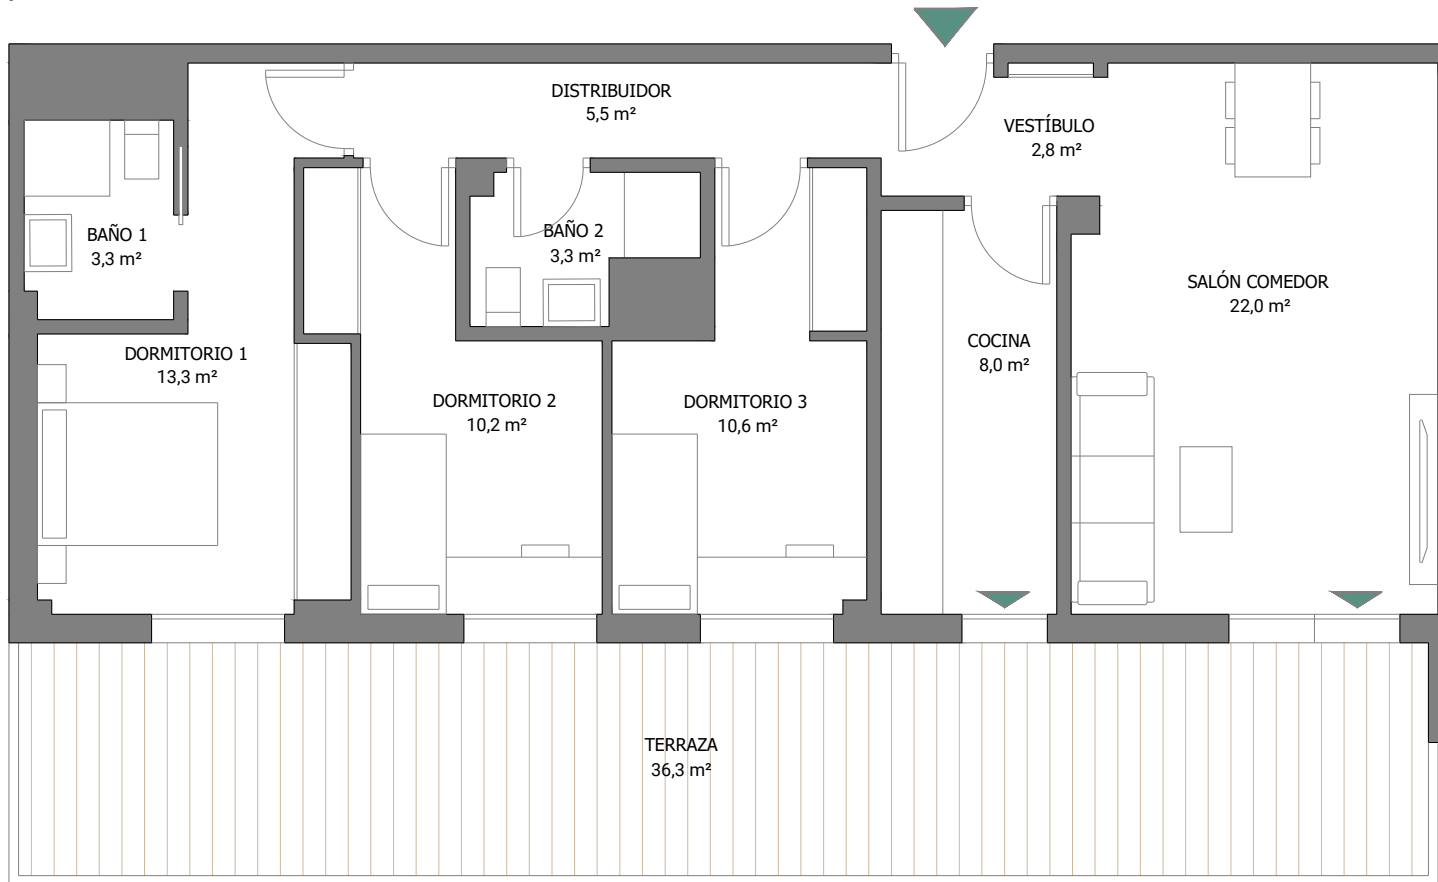 DISTRIBUIDOR
5,5 m²
VESTÍBULO
2,8 m²
BAÑO 1
3,3 m²
BAÑO 2
3,3 m²
SALÓN COMEDOR
22,0 m²
COCINA
8,0 m²
DORMITORIO 1
13,3 m²
DORMITORIO 2
10,2 m²
DORMITORIO 3
10,6 m²
TERRAZA
36,3 m²